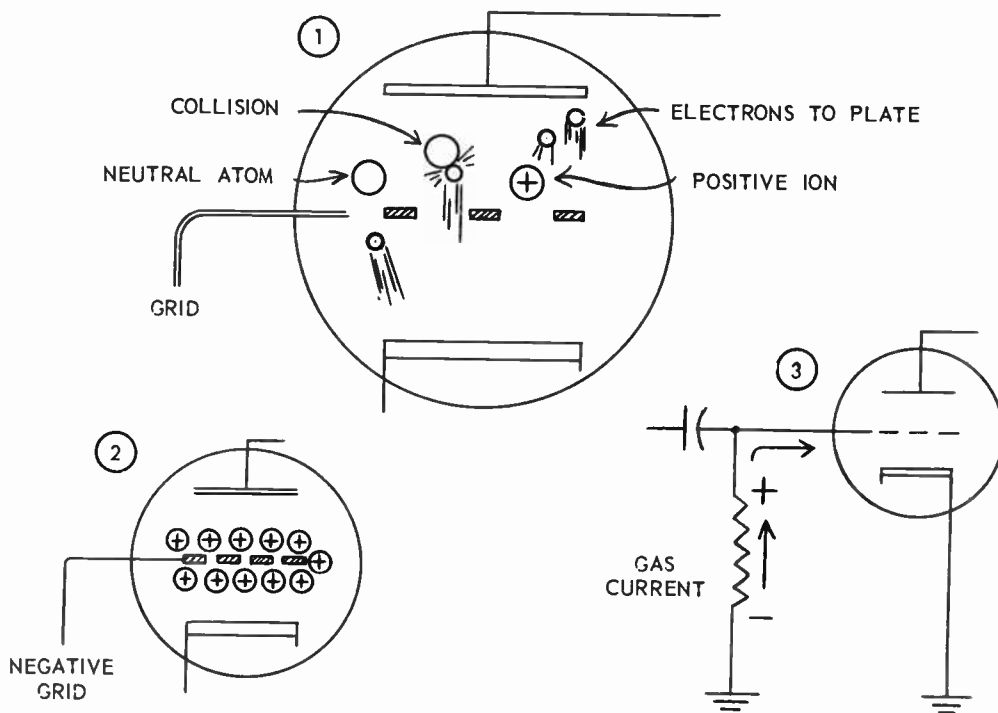 1
COLLISION
ELECTRONS TO PLATE
NEUTRAL ATOM
+
POSITIVE ION
GRID
3
2
+
+ + + + +
+
+ + + + +
GAS
CURRENT
−
NEGATIVE
GRID